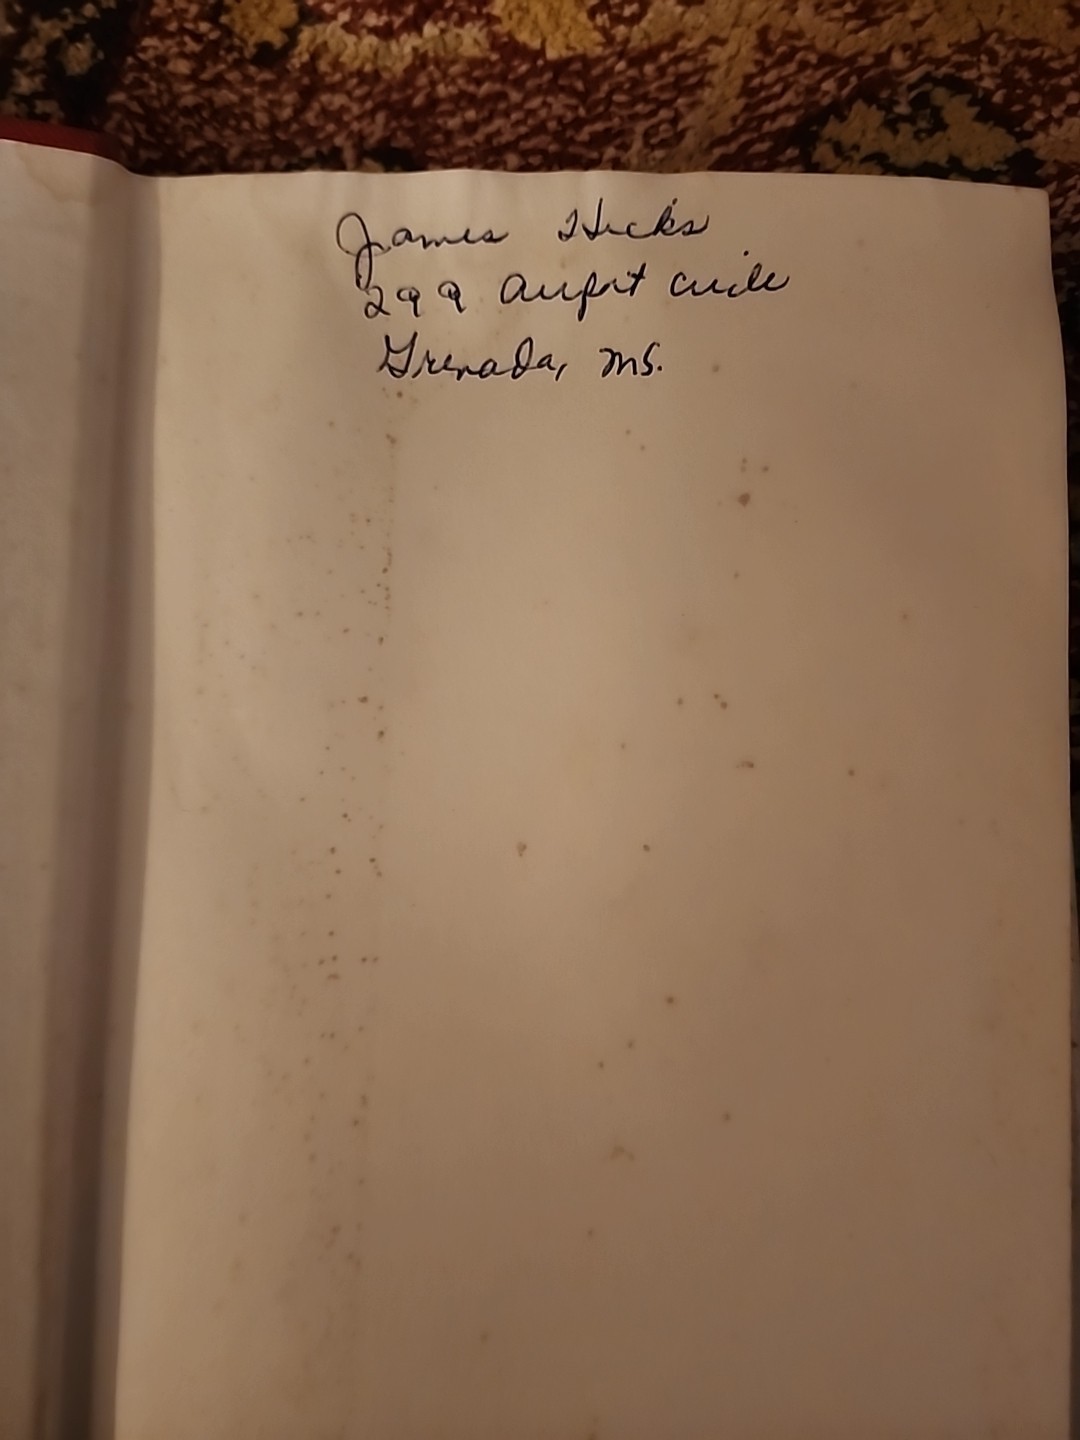 James Hicks
299 Airport Circle
Grenada, MS.